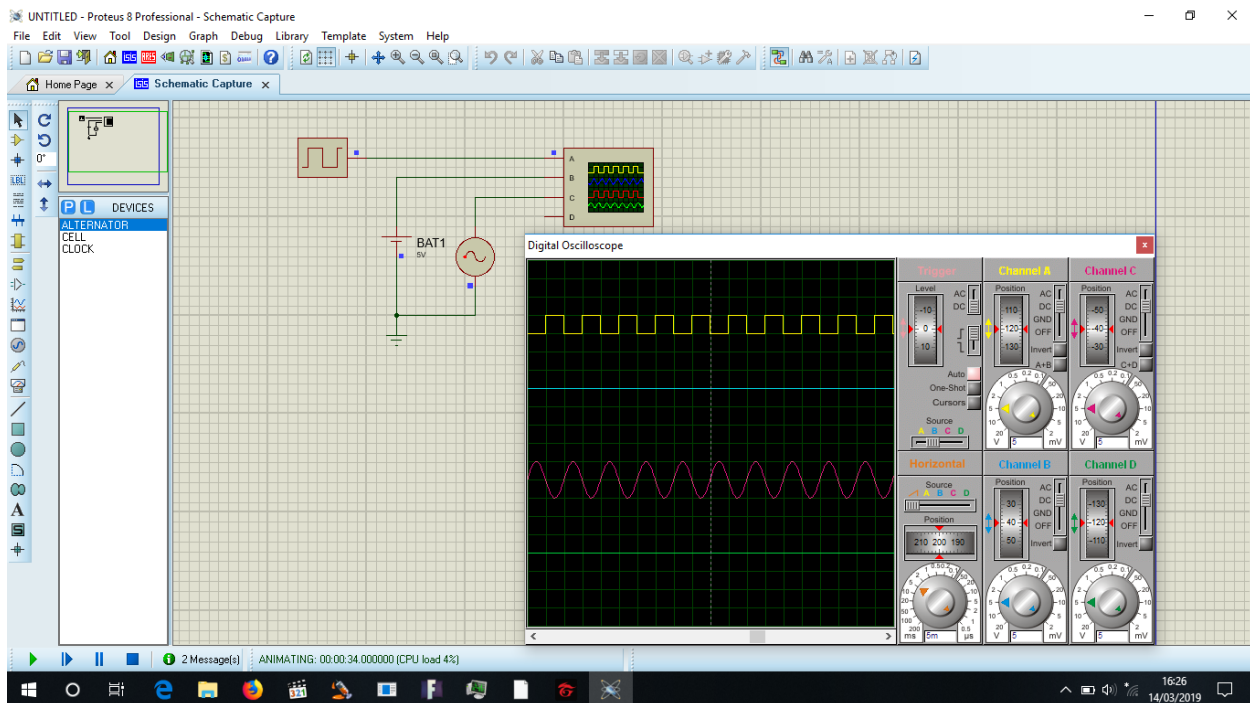 UNTITLED - Proteus 8 Professional - Schematic Capture
File Edit View Tool Design Graph Debug Library Template System Help
Home Page x
Schematic Capture x
0°
P L DEVICES
ALTERNATOR
CELL
CLOCK
LBL
A
S
A
B
C
D
BAT1
5V
Digital Oscilloscope
Trigger
Level
AC
DC
-10
0
10
Auto
One-Shot
Cursors
Source
A B C D
Channel A
Position
AC
DC
GND
OFF
-110
-120
-130
Invert
A+B
V 5 mV
Channel C
Position
AC
DC
GND
OFF
-50
-40
-30
Invert
C+D
V 5 mV
Horizontal
Source
A B C D
Position
210 200 190
ms 5m µs
Channel B
Position
AC
DC
GND
OFF
30
40
50
Invert
V 5 mV
Channel D
Position
AC
DC
GND
OFF
-130
-120
-110
Invert
V 5 mV
2 Message(s)
ANIMATING: 00:00:34.000000 (CPU load 4%)
16:26
14/03/2019